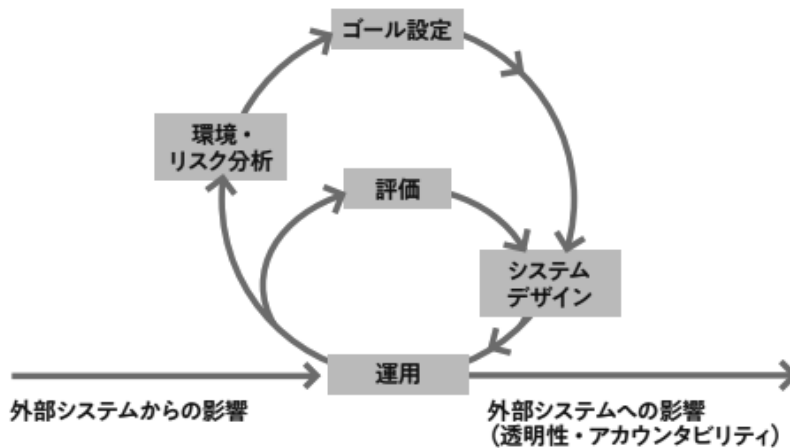 ゴール設定
環境・
リスク分析
評価
システム
デザイン
運用
外部システムからの影響
外部システムへの影響
（透明性・アカウンタビリティ）